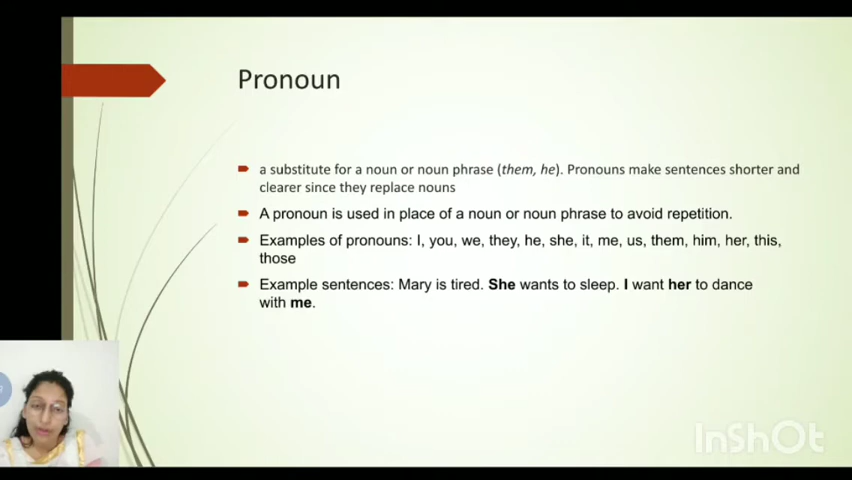 Pronoun
a substitute for a noun or noun phrase (them, he). Pronouns make sentences shorter and
clearer since they replace nouns
A pronoun is used in place of a noun or noun phrase to avoid repetition.
Examples of pronouns: I, you, we, they, he, she, it, me, us, them, him, her, this,
those
Example sentences: Mary is tired. She wants to sleep. I want her to dance
with me.
InShOt